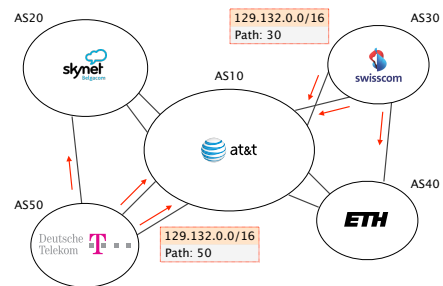 129.132.0.0/16
Path: 30
AS20
AS30
AS10
skynet
Belgacom
swisscom
at&t
AS40
AS50
ETH
Deutsche
Telekom
T
129.132.0.0/16
Path: 50